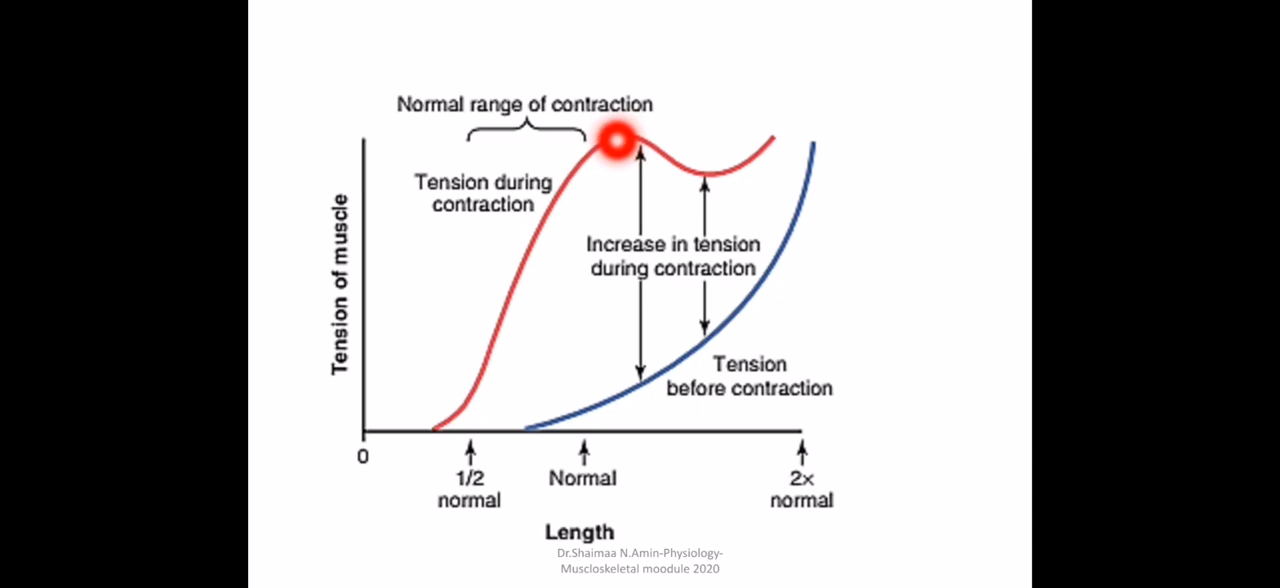 Normal range of contraction
Tension during
contraction
Tension of muscle
Increase in tension
during contraction
Tension
before contraction
0
1/2
normal
Normal
2x
normal
Length
Dr.Shaimaa N.Amin-Physiology-
Muscloskeletal moodule 2020